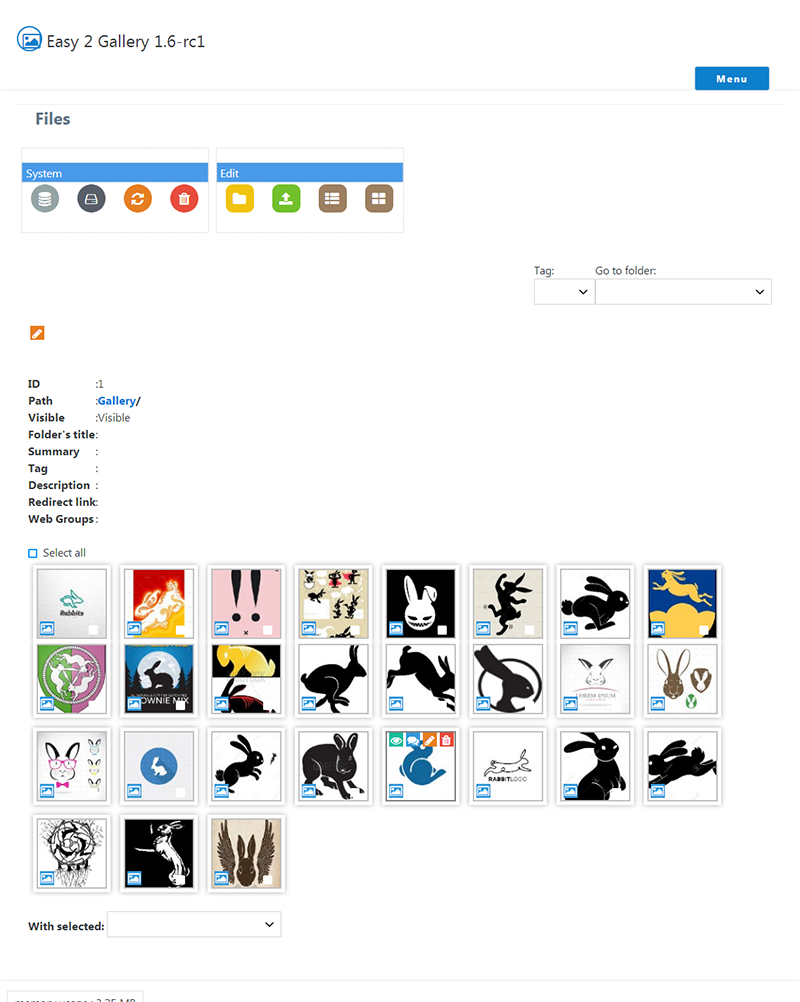 Easy 2 Gallery 1.6-rc1
Menu
Files
System
Edit
Tag:
Go to folder:
ID :1
Path :Gallery/
Visible :Visible
Folder's title:
Summary :
Tag :
Description :
Redirect link:
Web Groups:
Select all
Rabbits
OWNIE MIX
LOREM IPSUM
RABBITLOGO
With selected:
memory usage : 2.25 MB